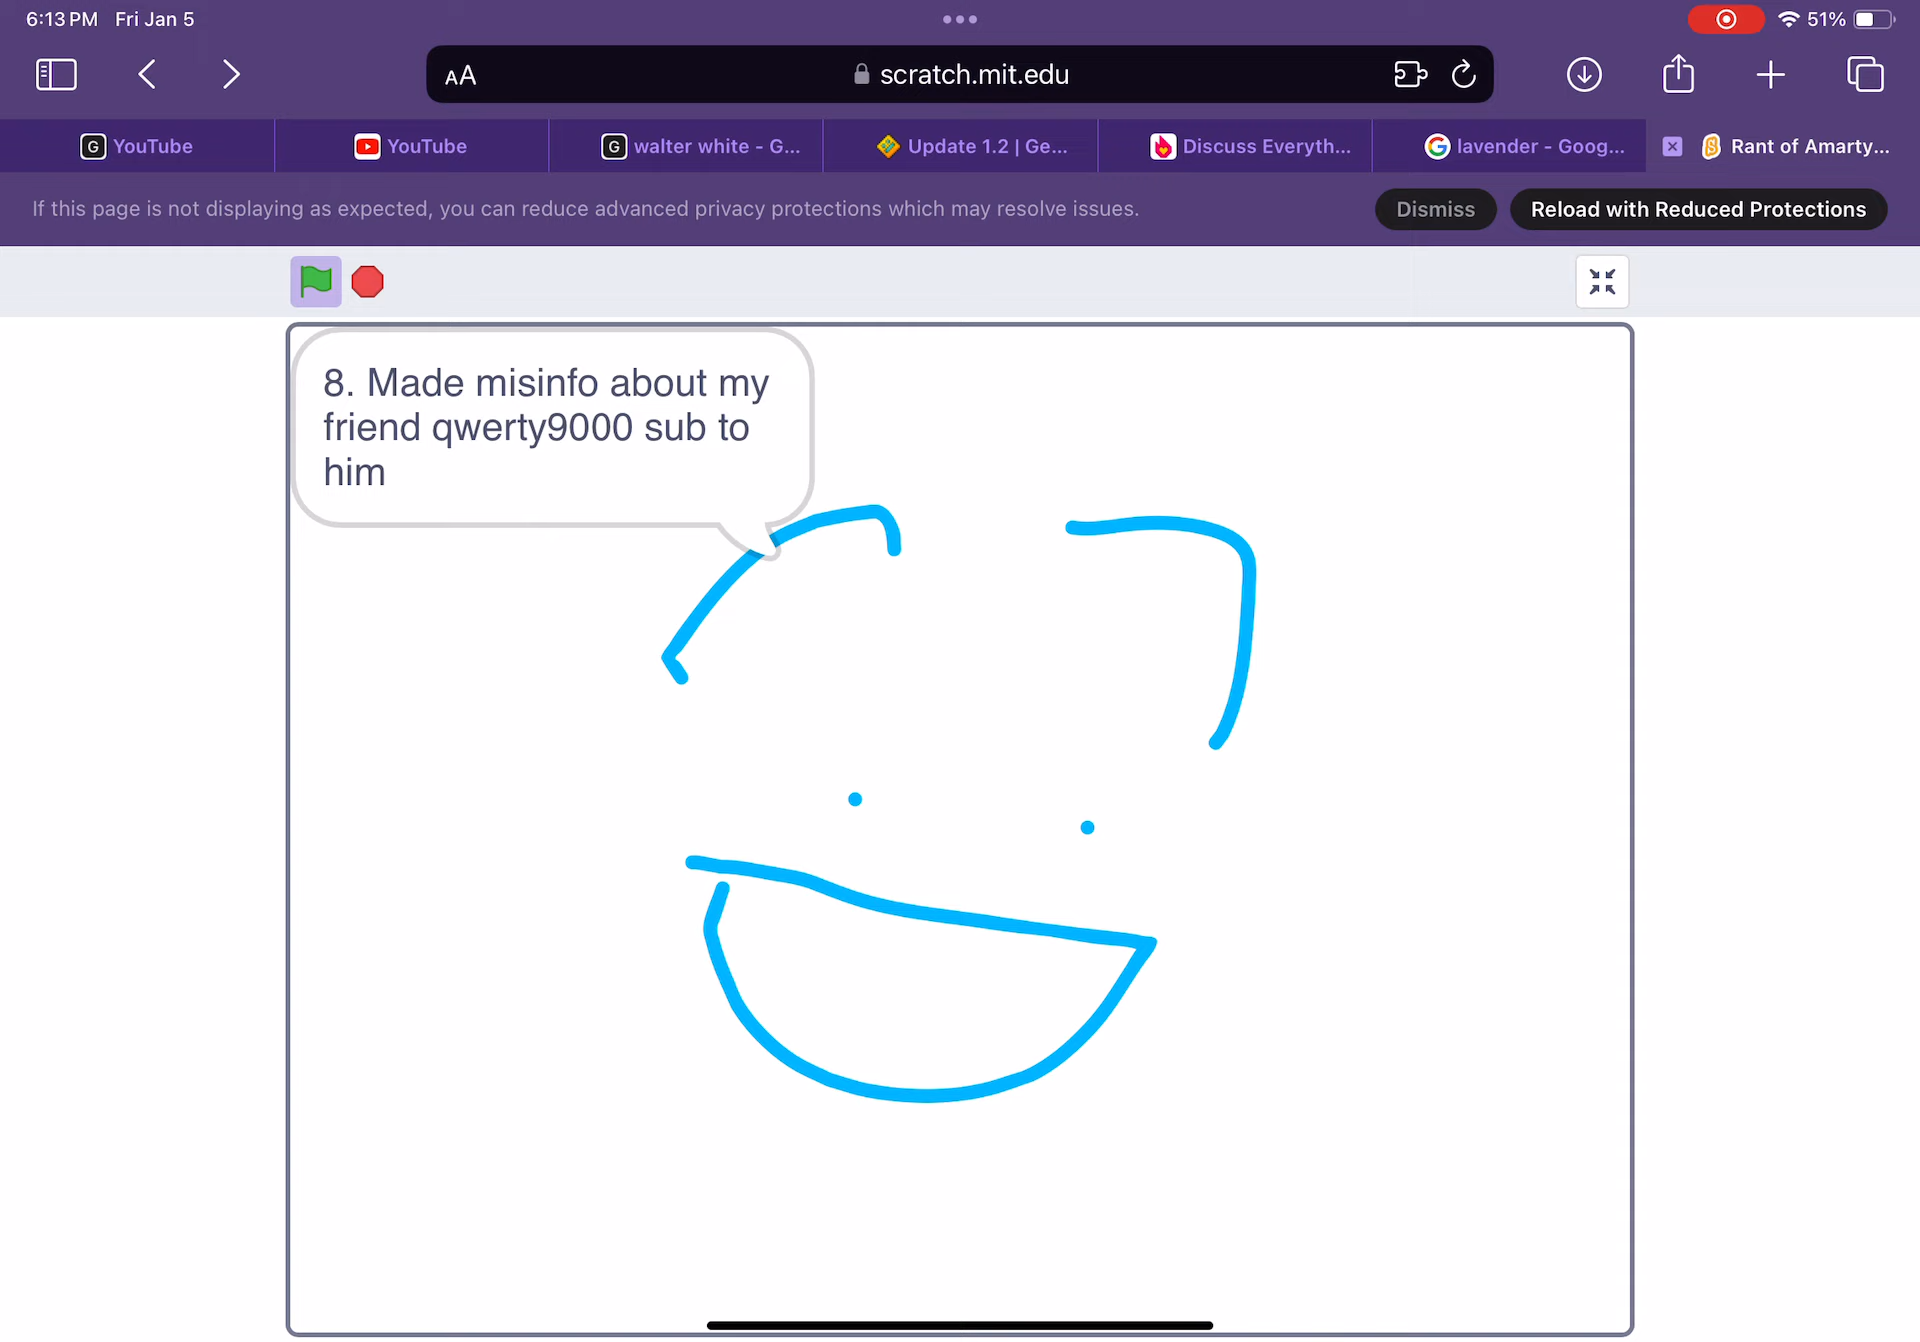 6:13 PM Fri Jan 5
51%
AA
scratch.mit.edu
G YouTube
YouTube
G walter white - G...
Update 1.2 | Ge...
Discuss Everyth...
lavender - Goog...
Rant of Amarty...
If this page is not displaying as expected, you can reduce advanced privacy protections which may resolve issues.
Dismiss
Reload with Reduced Protections
8. Made misinfo about my
friend qwerty9000 sub to
him